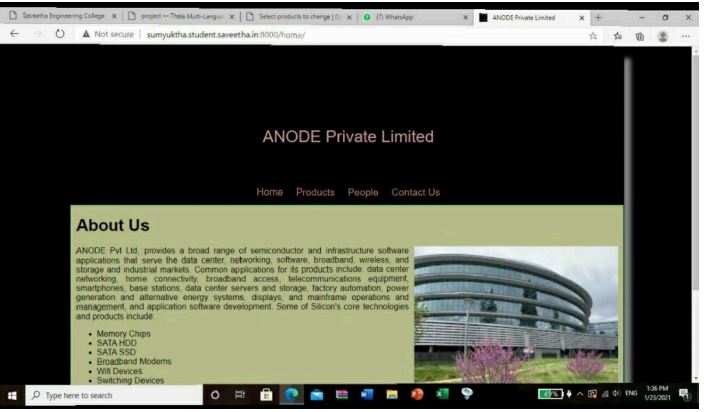 Saveetha Engineering College
project — Theia Multi-Langua
Select products to change | D
(7) WhatsApp
ANODE Private Limited
Not secure | sumyuktha.student.saveetha.in:8000/home/
ANODE Private Limited
Home Products People Contact Us
About Us
ANODE Pvt Ltd, provides a broad range of semiconductor and infrastructure software
applications that serve the data center, networking, software, broadband, wireless, and
storage and industrial markets. Common applications for its products include: data center
networking, home connectivity, broadband access, telecommunications equipment,
smartphones, base stations, data center servers and storage, factory automation, power
generation and alternative energy systems, displays, and mainframe operations and
management, and application software development. Some of Silicon's core technologies
and products include:
Memory Chips
SATA HDD
SATA SSD
Broadband Modems
Wifi Devices
Switching Devices
Type here to search
49%
ENG
1:36 PM
1/23/2021